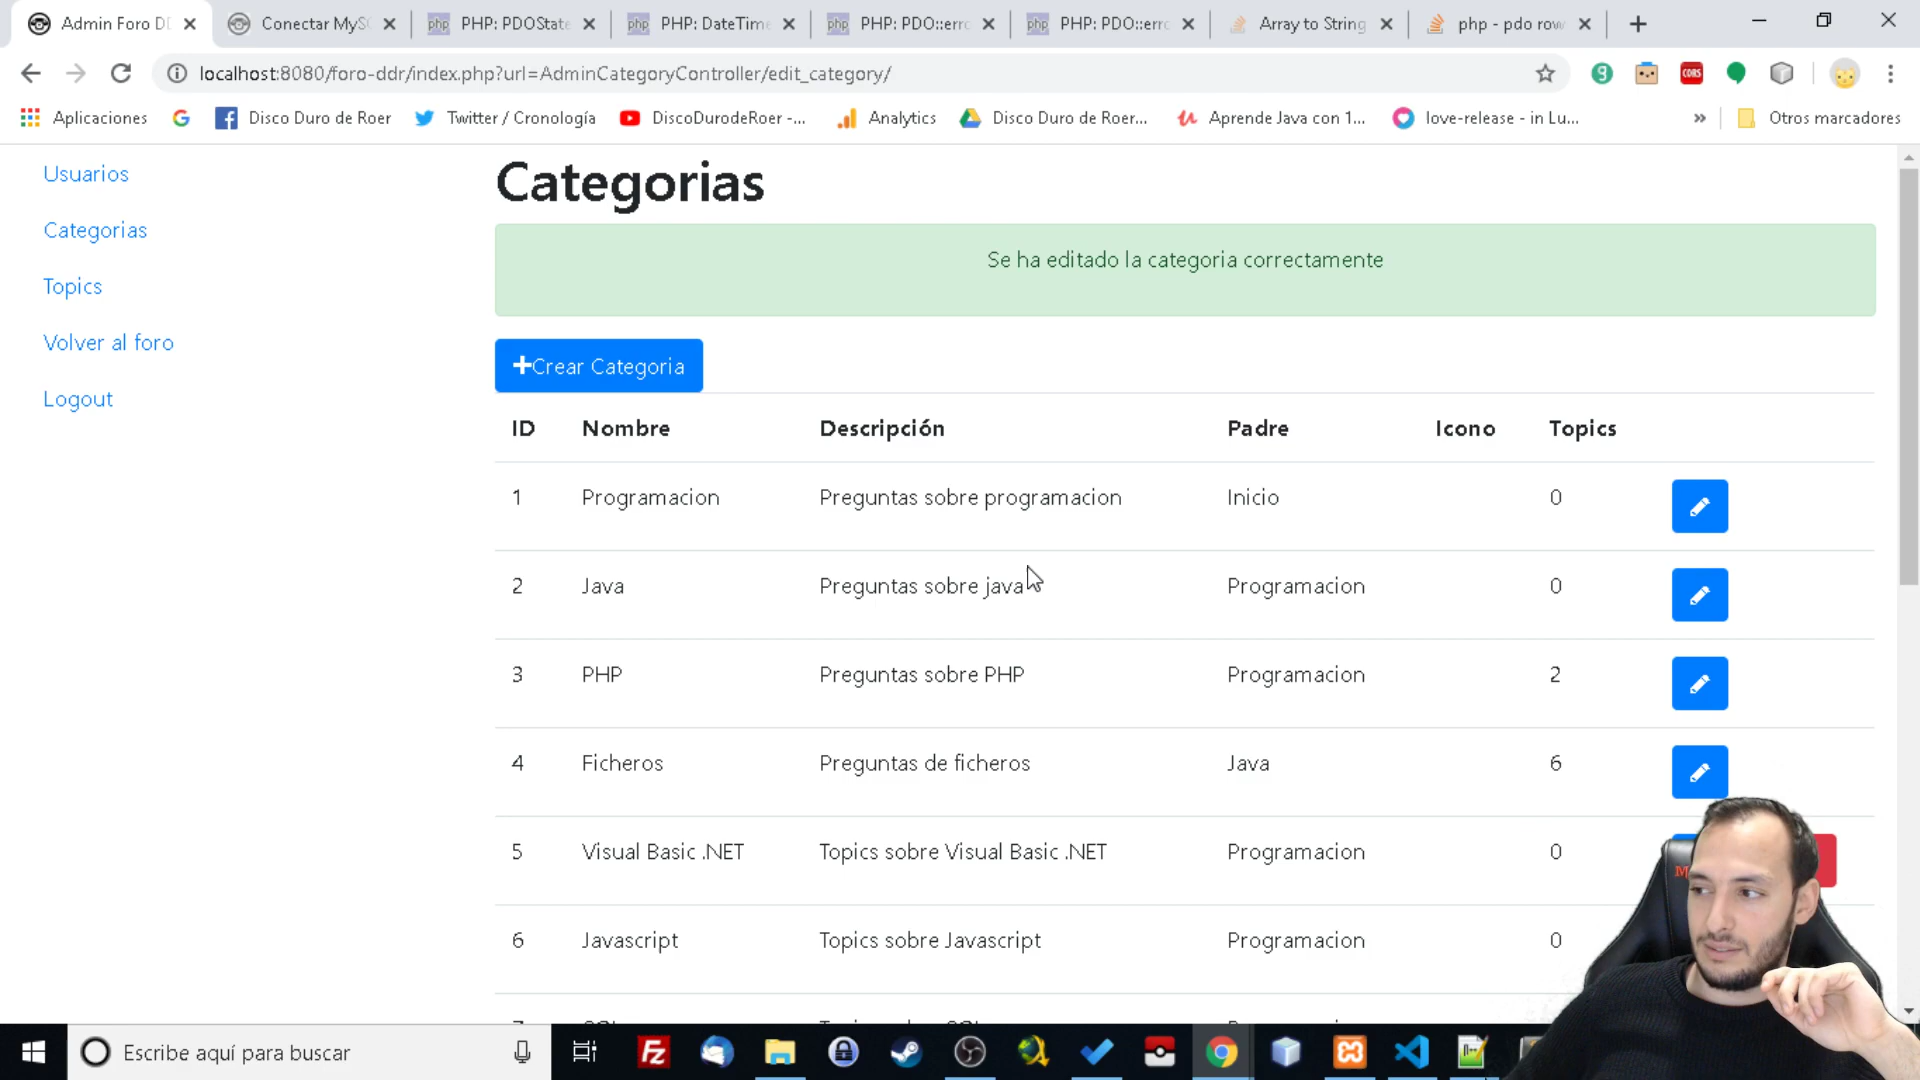 Admin Foro D
Conectar MyS
PHP: PDOState
PHP: DateTime
PHP: PDO::erro
PHP: PDO::erro
Array to String
php - pdo row
localhost:8080/foro-ddr/index.php?url=AdminCategoryController/edit_category/
CORS
Aplicaciones
Disco Duro de Roer
Twitter / Cronología
DiscoDurodeRoer -...
Analytics
Disco Duro de Roer...
Aprende Java con 1...
love-release - in Lu...
»
Otros marcadores
Usuarios
Categorias
Topics
Volver al foro
Logout
Categorias
Se ha editado la categoria correctamente
Crear Categoria
ID Nombre Descripción Padre Icono Topics
1 Programacion Preguntas sobre programacion Inicio 0
2 Java Preguntas sobre java Programacion 0
3 PHP Preguntas sobre PHP Programacion 2
4 Ficheros Preguntas de ficheros Java 6
5 Visual Basic .NET Topics sobre Visual Basic .NET Programacion 0
6 Javascript Topics sobre Javascript Programacion 0
Escribe aquí para buscar